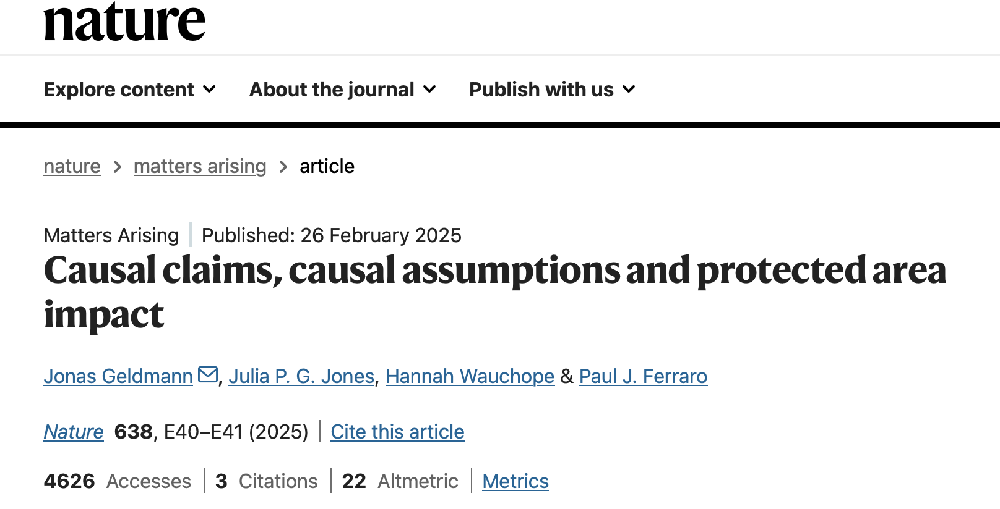 nature
Explore content About the journal Publish with us
nature > matters arising > article
Matters Arising | Published: 26 February 2025
Causal claims, causal assumptions and protected area
impact
Jonas Geldmann, Julia P. G. Jones, Hannah Wauchope & Paul J. Ferraro
Nature 638, E40–E41 (2025) | Cite this article
4626 Accesses | 3 Citations | 22 Altmetric | Metrics